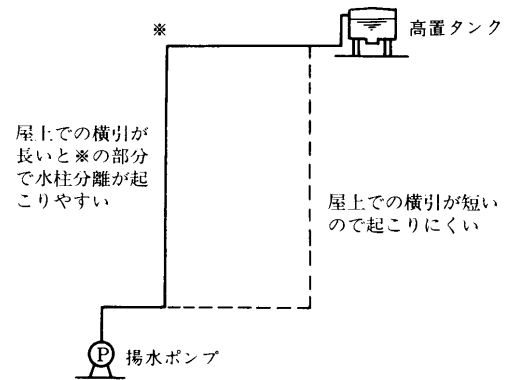 ※
高置タンク
屋上での横引が
長いと※の部分
で水柱分離が起
こりやすい
屋上での横引が短い
ので起こりにくい
P
揚水ポンプ